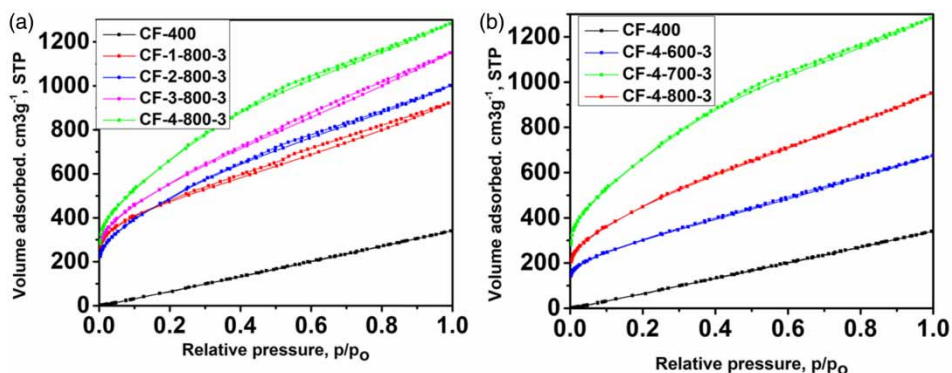 (a)
Volume adsorbed. cm3g-1, STP
1200
1000
800
600
400
200
0
CF-400
CF-1-800-3
CF-2-800-3
CF-3-800-3
CF-4-800-3
0.0 0.2 0.4 0.6 0.8 1.0
Relative pressure, p/po
(b)
Volume adsorbed. cm3g-1, STP
1200
1000
800
600
400
200
0
CF-400
CF-4-600-3
CF-4-700-3
CF-4-800-3
0.0 0.2 0.4 0.6 0.8 1.0
Relative pressure, p/po